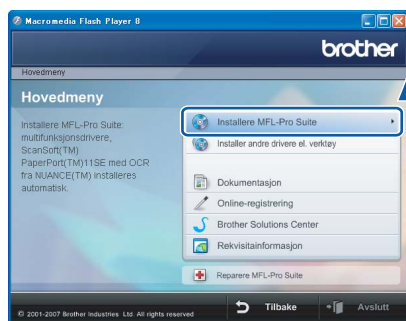 Macromedia Flash Player 8
brother
Hovedmeny
Hovedmeny
Installere MFL-Pro Suite:
multifunksjonsdrivere,
ScanSoft(TM)
PaperPort(TM)11SE med OCR
fra NUANCE(TM) installeres
automatisk.
Installere MFL-Pro Suite
Installer andre drivere el. verktøy
Dokumentasjon
Online-registrering
Brother Solutions Center
Rekvisitainformasjon
Reparere MFL-Pro Suite
© 2001-2007 Brother Industries Ltd. All rights reserved
Tilbake
Avslutt